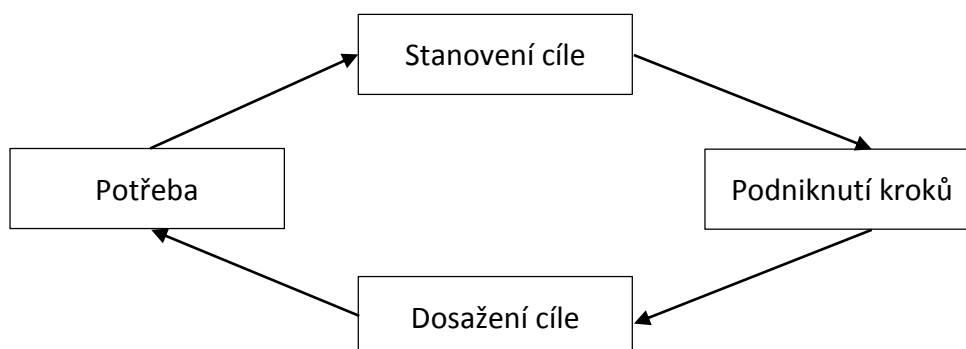 Stanovení cíle
Potřeba
Podniknutí kroků
Dosažení cíle